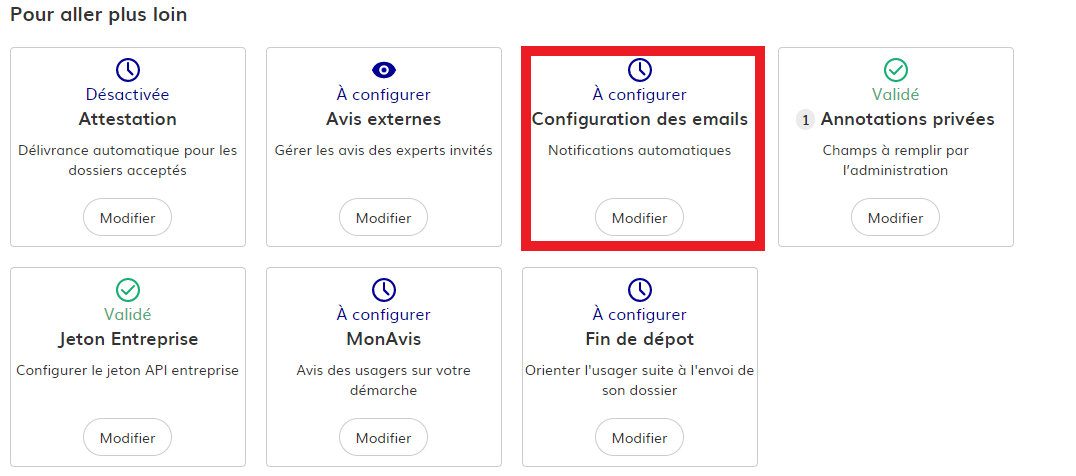 Pour aller plus loin
Désactivée
Attestation
Délivrance automatique pour les
dossiers acceptés
Modifier
À configurer
Avis externes
Gérer les avis des experts invités
Modifier
À configurer
Configuration des emails
Notifications automatiques
Modifier
Validé
1 Annotations privées
Champs à remplir par
l’administration
Modifier
Validé
Jeton Entreprise
Configurer le jeton API entreprise
Modifier
À configurer
MonAvis
Avis des usagers sur votre
démarche
Modifier
À configurer
Fin de dépot
Orienter l'usager suite à l'envoi de
son dossier
Modifier